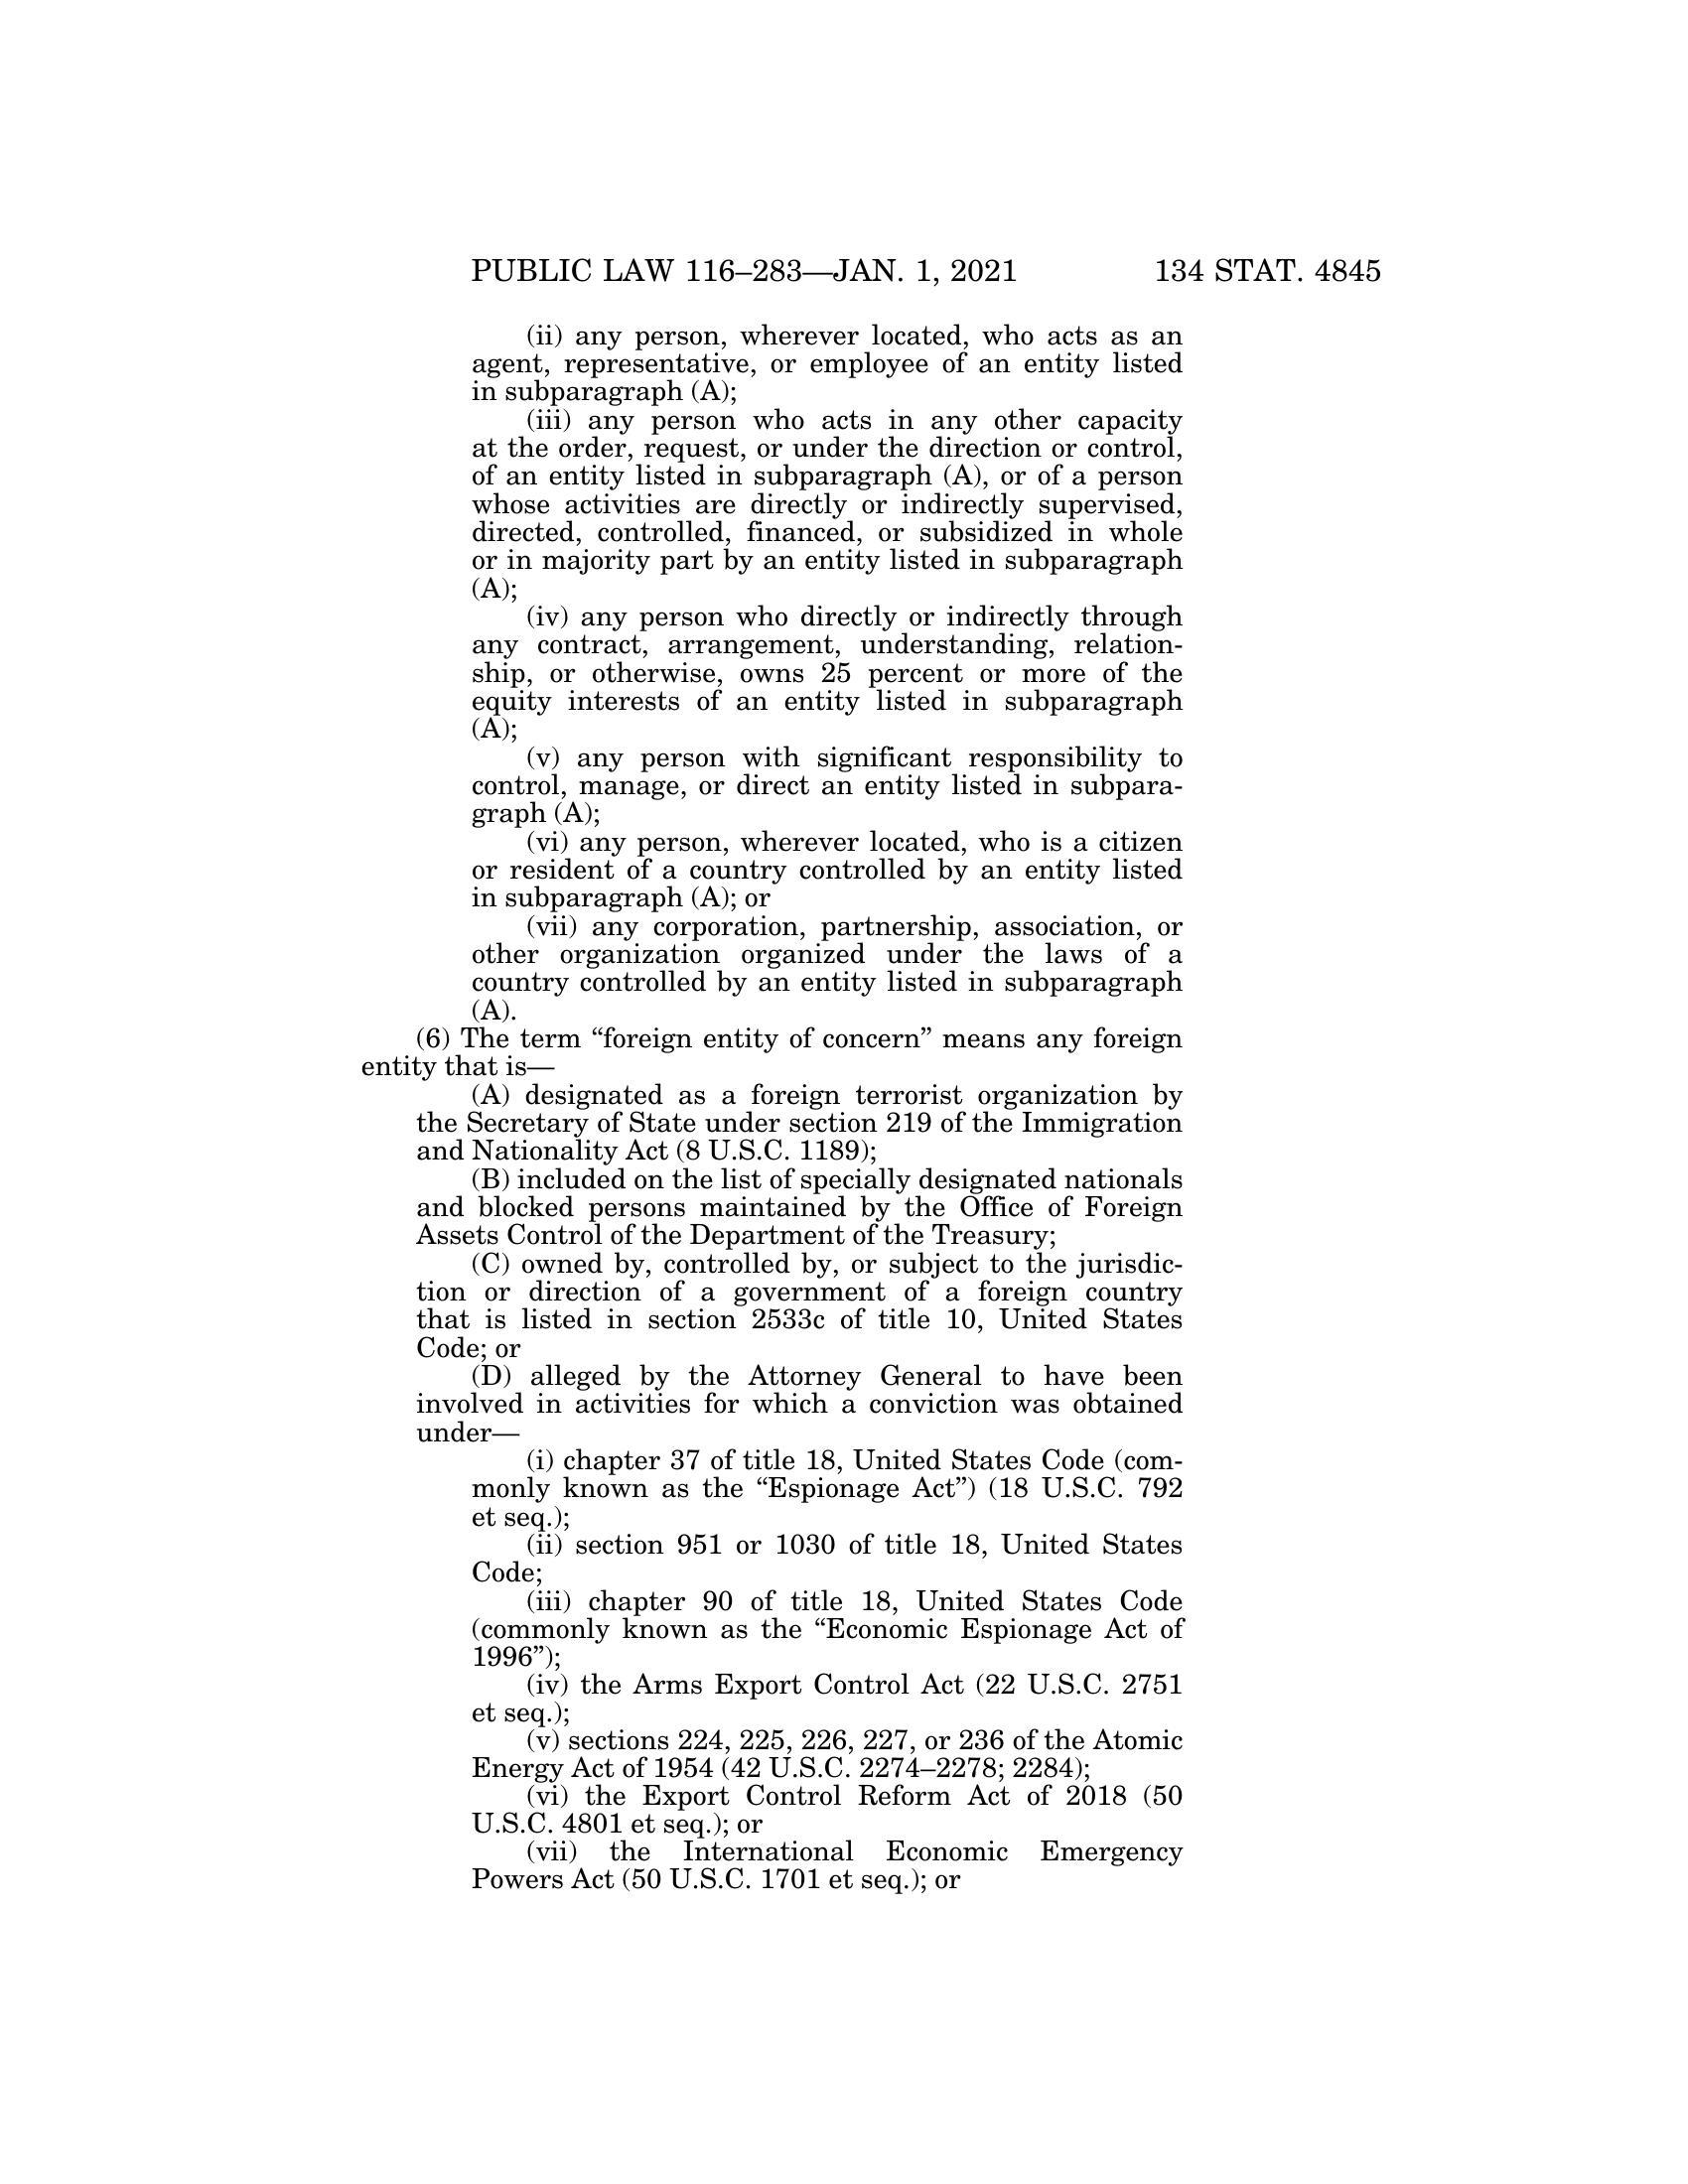 PUBLIC LAW 116–283—JAN. 1, 2021 134 STAT. 4845
(ii) any person, wherever located, who acts as an
agent, representative, or employee of an entity listed
in subparagraph (A);
(iii) any person who acts in any other capacity
at the order, request, or under the direction or control,
of an entity listed in subparagraph (A), or of a person
whose activities are directly or indirectly supervised,
directed, controlled, financed, or subsidized in whole
or in majority part by an entity listed in subparagraph
(A);
(iv) any person who directly or indirectly through
any contract, arrangement, understanding, relation-
ship, or otherwise, owns 25 percent or more of the
equity interests of an entity listed in subparagraph
(A);
(v) any person with significant responsibility to
control, manage, or direct an entity listed in subpara-
graph (A);
(vi) any person, wherever located, who is a citizen
or resident of a country controlled by an entity listed
in subparagraph (A); or
(vii) any corporation, partnership, association, or
other organization organized under the laws of a
country controlled by an entity listed in subparagraph
(A).
(6) The term “foreign entity of concern” means any foreign
entity that is—
(A) designated as a foreign terrorist organization by
the Secretary of State under section 219 of the Immigration
and Nationality Act (8 U.S.C. 1189);
(B) included on the list of specially designated nationals
and blocked persons maintained by the Office of Foreign
Assets Control of the Department of the Treasury;
(C) owned by, controlled by, or subject to the jurisdic-
tion or direction of a government of a foreign country
that is listed in section 2533c of title 10, United States
Code; or
(D) alleged by the Attorney General to have been
involved in activities for which a conviction was obtained
under—
(i) chapter 37 of title 18, United States Code (com-
monly known as the “Espionage Act”) (18 U.S.C. 792
et seq.);
(ii) section 951 or 1030 of title 18, United States
Code;
(iii) chapter 90 of title 18, United States Code
(commonly known as the “Economic Espionage Act of
1996”);
(iv) the Arms Export Control Act (22 U.S.C. 2751
et seq.);
(v) sections 224, 225, 226, 227, or 236 of the Atomic
Energy Act of 1954 (42 U.S.C. 2274–2278; 2284);
(vi) the Export Control Reform Act of 2018 (50
U.S.C. 4801 et seq.); or
(vii) the International Economic Emergency
Powers Act (50 U.S.C. 1701 et seq.); or